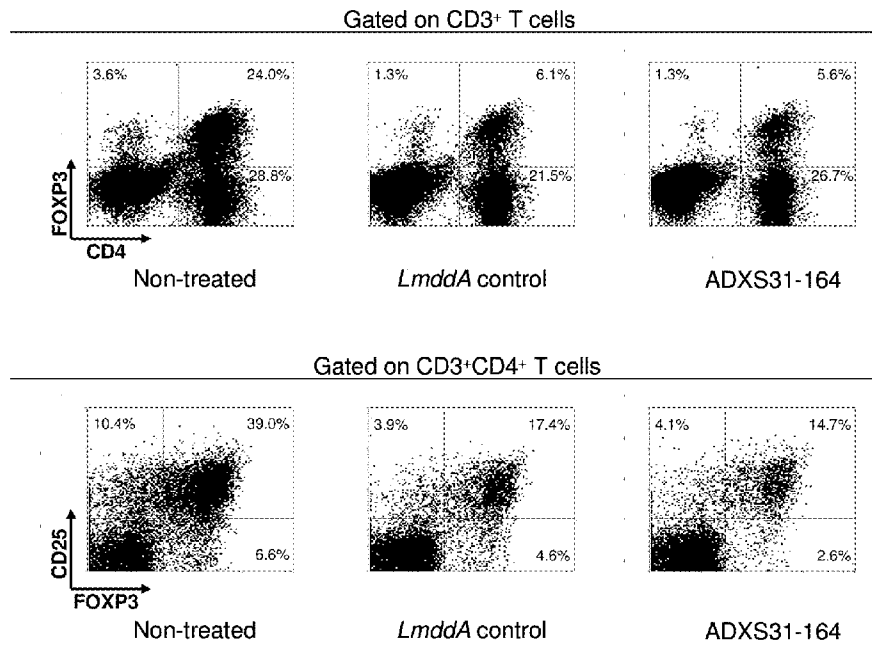 Gated on CD3+ T cells
3.6% 24.0% 1.3% 6.1% 1.3% 5.6%
28.8% 21.5% 26.7%
FOXP3
CD4
Non-treated LmddA control ADXS31-164
Gated on CD3+CD4+ T cells
10.4% 39.0% 3.9% 17.4% 4.1% 14.7%
6.6% 4.6% 2.6%
CD25
FOXP3
Non-treated LmddA control ADXS31-164